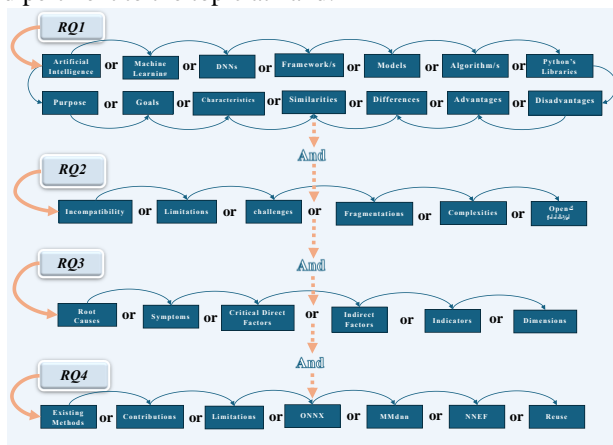 RQ1
Artificial Intelligence or Machine Learning or DNNs or Framework/s or Models or Algorithm/s or Python's Libraries
Purpose or Goals or Characteristics or Similarities or Differences or Advantages or Disadvantages
And
RQ2
Incompatibility or Limitations or challenges or Fragmentations or Complexities or Open
And
RQ3
Root Causes or Symptoms or Critical Direct Factors or Indirect Factors or Indicators or Dimensions
And
RQ4
Existing Methods or Contributions or Limitations or ONNX or MMdnn or NNEF or Reuse